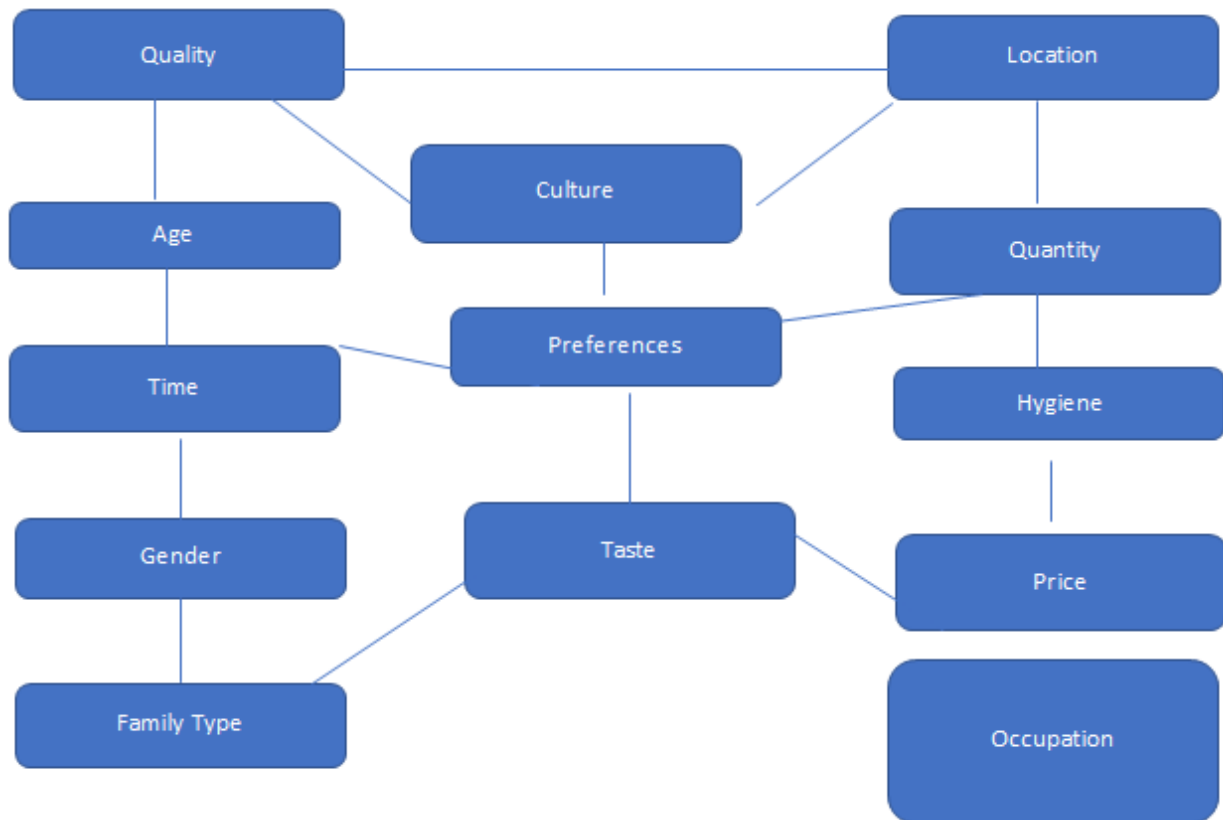 Quality
Location
Culture
Age
Quantity
Preferences
Time
Hygiene
Gender
Taste
Price
Family Type
Occupation